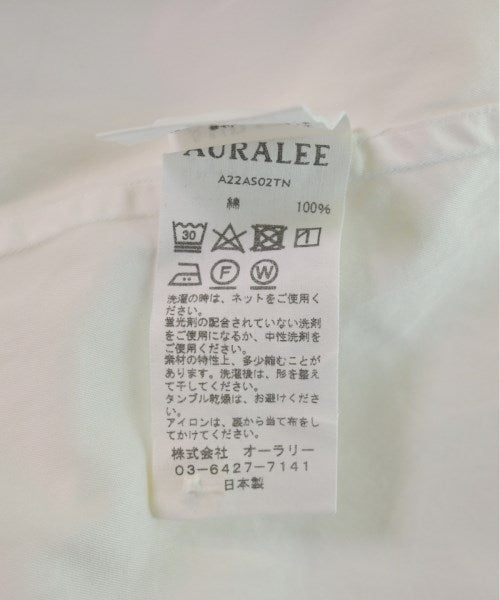 AURALEE
A22AS02TN
綿 100%
30
F W
洗濯の時は、ネットをご使用く
ださい。
蛍光剤の配合されていない洗剤
をご使用になるか、中性洗剤を
ご使用ください。
素材の特性上、多少縮むことが
あります。洗濯後は、形を整え
て干してください。
タンブル乾燥は、お避けくださ
い。
アイロンは、裏から当て布をし
てかけてください。
株式会社 オーラリー
03-6427-7141
日本製